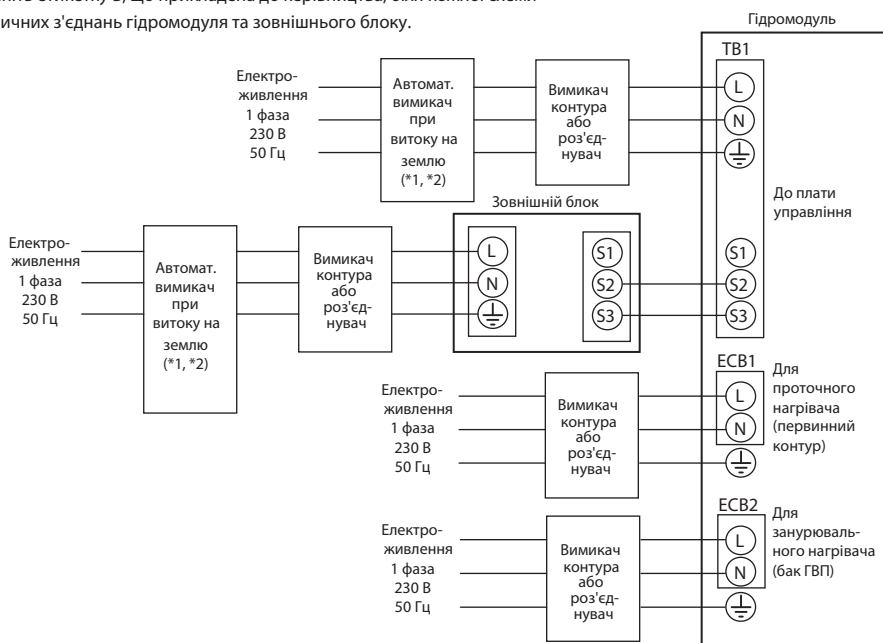 ичних з'єднань гідромодуля та зовнішнього блоку.
Гідромодуль
TB1
Електро-
живлення
1 фаза
230 В
50 Гц
Автомат.
вимикач
при
витоку на
землю
(*1, *2)
Вимикач
контура
або
роз'єд-
нувач
L
N
До плати
управління
S1
S2
S3
Зовнішній блок
L
N
S1
S2
S3
Електро-
живлення
1 фаза
230 В
50 Гц
Автомат.
вимикач
при
витоку на
землю
(*1, *2)
Вимикач
контура
або
роз'єд-
нувач
ECB1
Для
проточного
нагрівача
(первинний
контур)
L
N
Електро-
живлення
1 фаза
230 В
50 Гц
Вимикач
контура
або
роз'єд-
нувач
ECB2
Для
занурюваль-
ного нагрівача
(бак ГВП)
L
N
Електро-
живлення
1 фаза
230 В
50 Гц
Вимикач
контура
або
роз'єд-
нувач